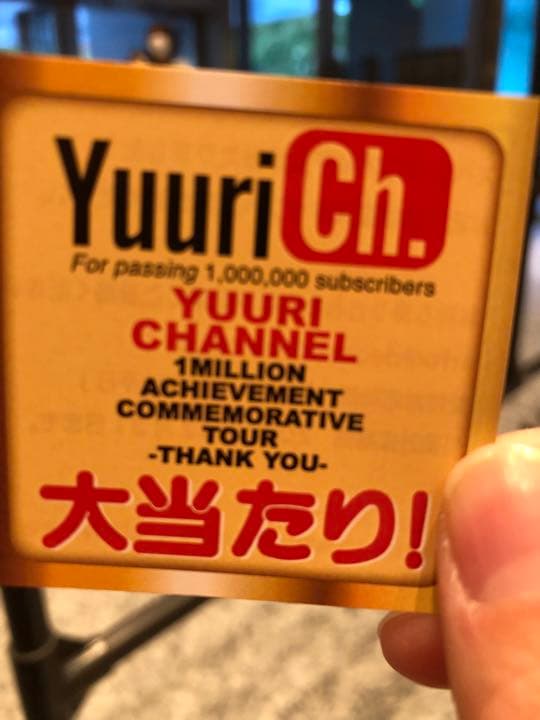 Yuuri Ch.
For passing 1,000,000 subscribers
YUURI
CHANNEL
1MILLION
ACHIEVEMENT
COMMEMORATIVE
TOUR
-THANK YOU-
大当たり!